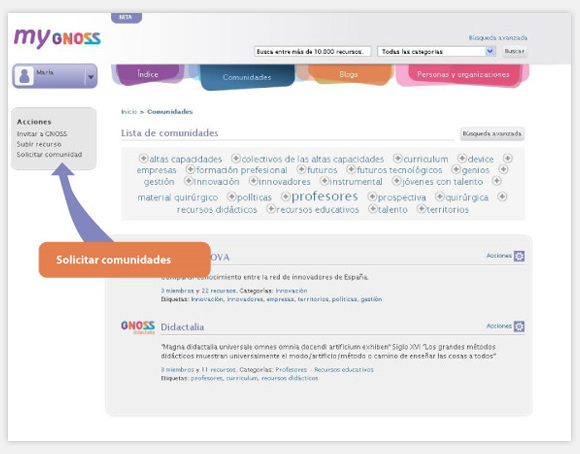 BETA
my GNOSS
Búsqueda avanzada
Busca entre más de 10.000 recursos.
Todas las categorías
Buscar
María
Índice
Comunidades
Blogs
Personas y organizaciones
Acciones
Invitar a GNOSS
Subir recurso
Solicitar comunidad
Inicio > Comunidades
Lista de comunidades
Búsqueda avanzada
altas capacidades colectivos de las altas capacidades curriculum device
empresas formación prefesional futuros futuros tecnológicos genios
gestión Innovación innovadores instrumental jóvenes con talento
material quirúrgico políticas profesores prospectiva quirúrgica
recursos didácticos recursos educativos talento territorios
Solicitar comunidades
OVA
Acciones
Compartir conocimiento entre la red de innovadores de España.
3 miembros y 22 recursos. Categorías: Innovación
Etiquetas: Innovación, innovadores, empresas, territorios, políticas, gestión
GNOSS
Didactalia
Acciones
"Magna didactalia universale omnes omnia docendi artificium exhiben" Siglo XVI "Los grandes métodos
didácticos muestran universalmente el modo/artificio/método o camino de enseñar las cosas a todos"
3 miembros y 11 recursos. Categorías: Profesores - Recursos educativos
Etiquetas: profesores, curriculum, recursos didácticos